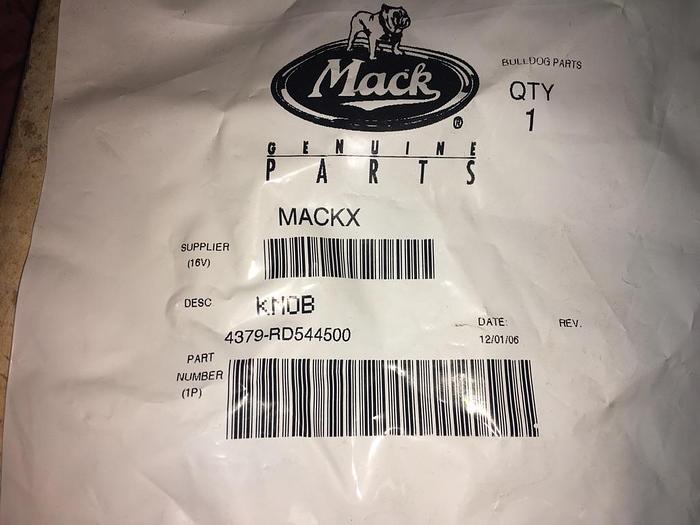 Mack
®
GENUINE
PARTS
BULLDOG PARTS
QTY
1
MACKX
SUPPLIER
(16V)
DESC
KNOB
4379-RD544500
DATE:
12/01/06
REV.
PART
NUMBER
(1P)